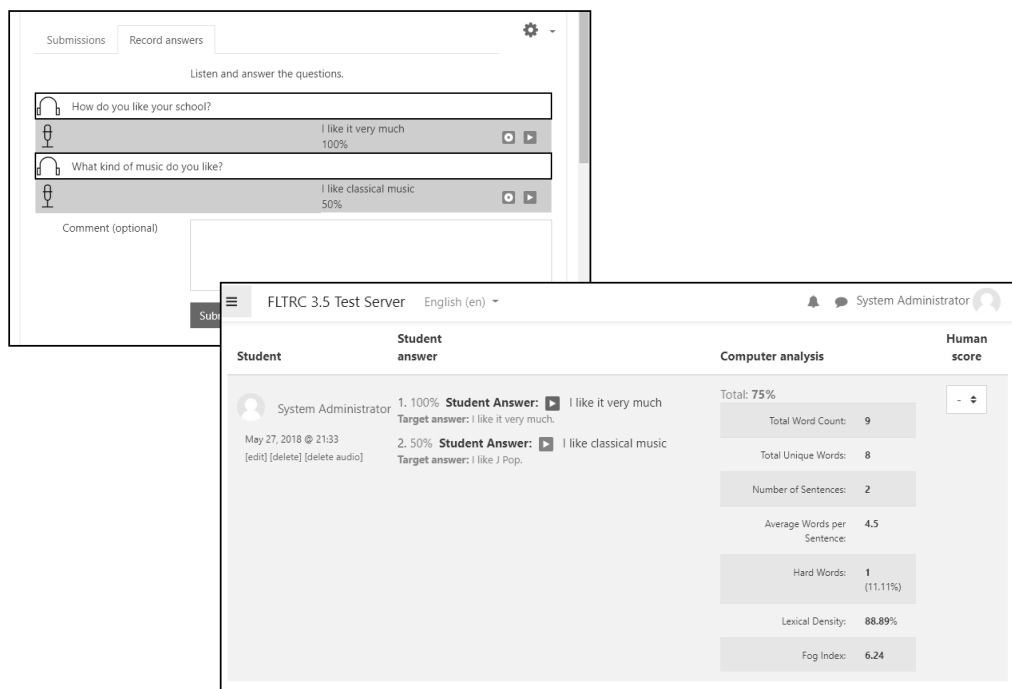 Submissions
Record answers
Listen and answer the questions.
How do you like your school?
I like it very much
100%
What kind of music do you like?
I like classical music
50%
Comment (optional)
FLTRC 3.5 Test Server
English (en)
System Administrator
Student
Student
answer
Computer analysis
Human
score
System Administrator
May 27, 2018 @ 21:33
[edit] [delete] [delete audio]
1. 100% Student Answer: I like it very much
Target answer: I like it very much.
2. 50% Student Answer: I like classical music
Target answer: I like J Pop.
Total: 75%
Total Word Count: 9
Total Unique Words: 8
Number of Sentences: 2
Average Words per 4.5
Sentence:
Hard Words: 1
(11.11%)
Lexical Density: 88.89%
Fog Index: 6.24
-